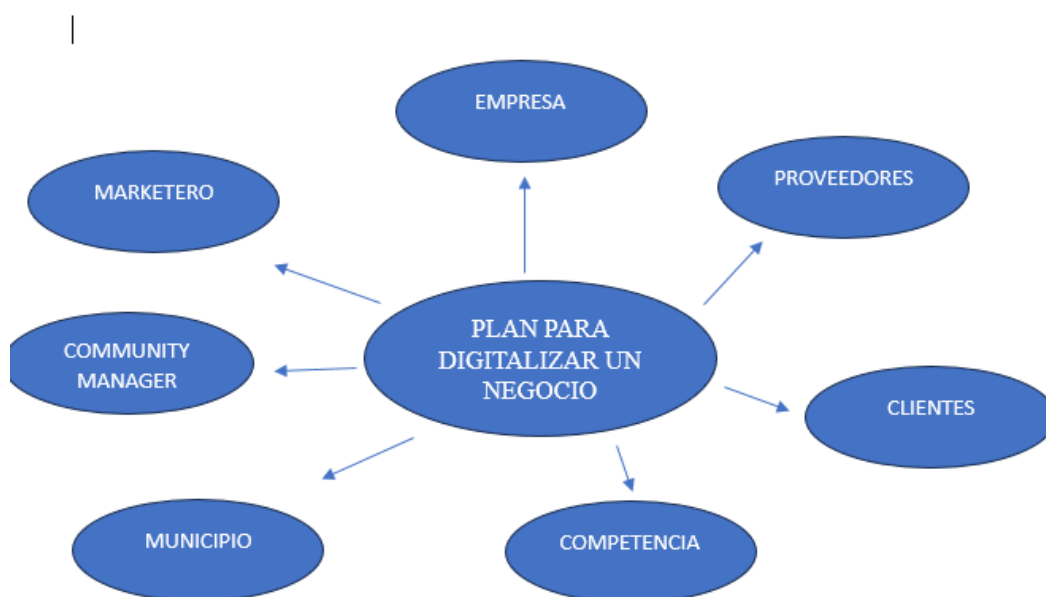 EMPRESA
MARKETERO
PROVEEDORES
PLAN PARA
DIGITALIZAR UN
NEGOCIO
COMMUNITY
MANAGER
CLIENTES
MUNICIPIO
COMPETENCIA